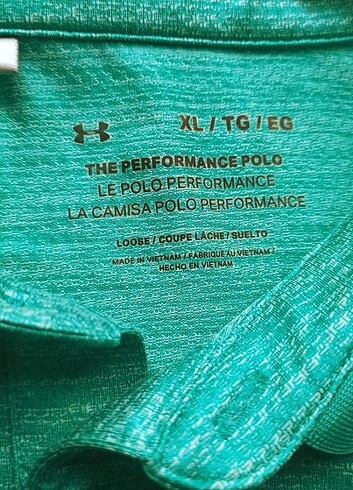 XL / TG / EG
THE PERFORMANCE POLO
LE POLO PERFORMANCE
LA CAMISA POLO PERFORMANCE
LOOSE / COUPE LÂCHE / SUELTO
MADE IN VIETNAM / FABRIQUÉ AU VIETNAM /
HECHO EN VIETNAM